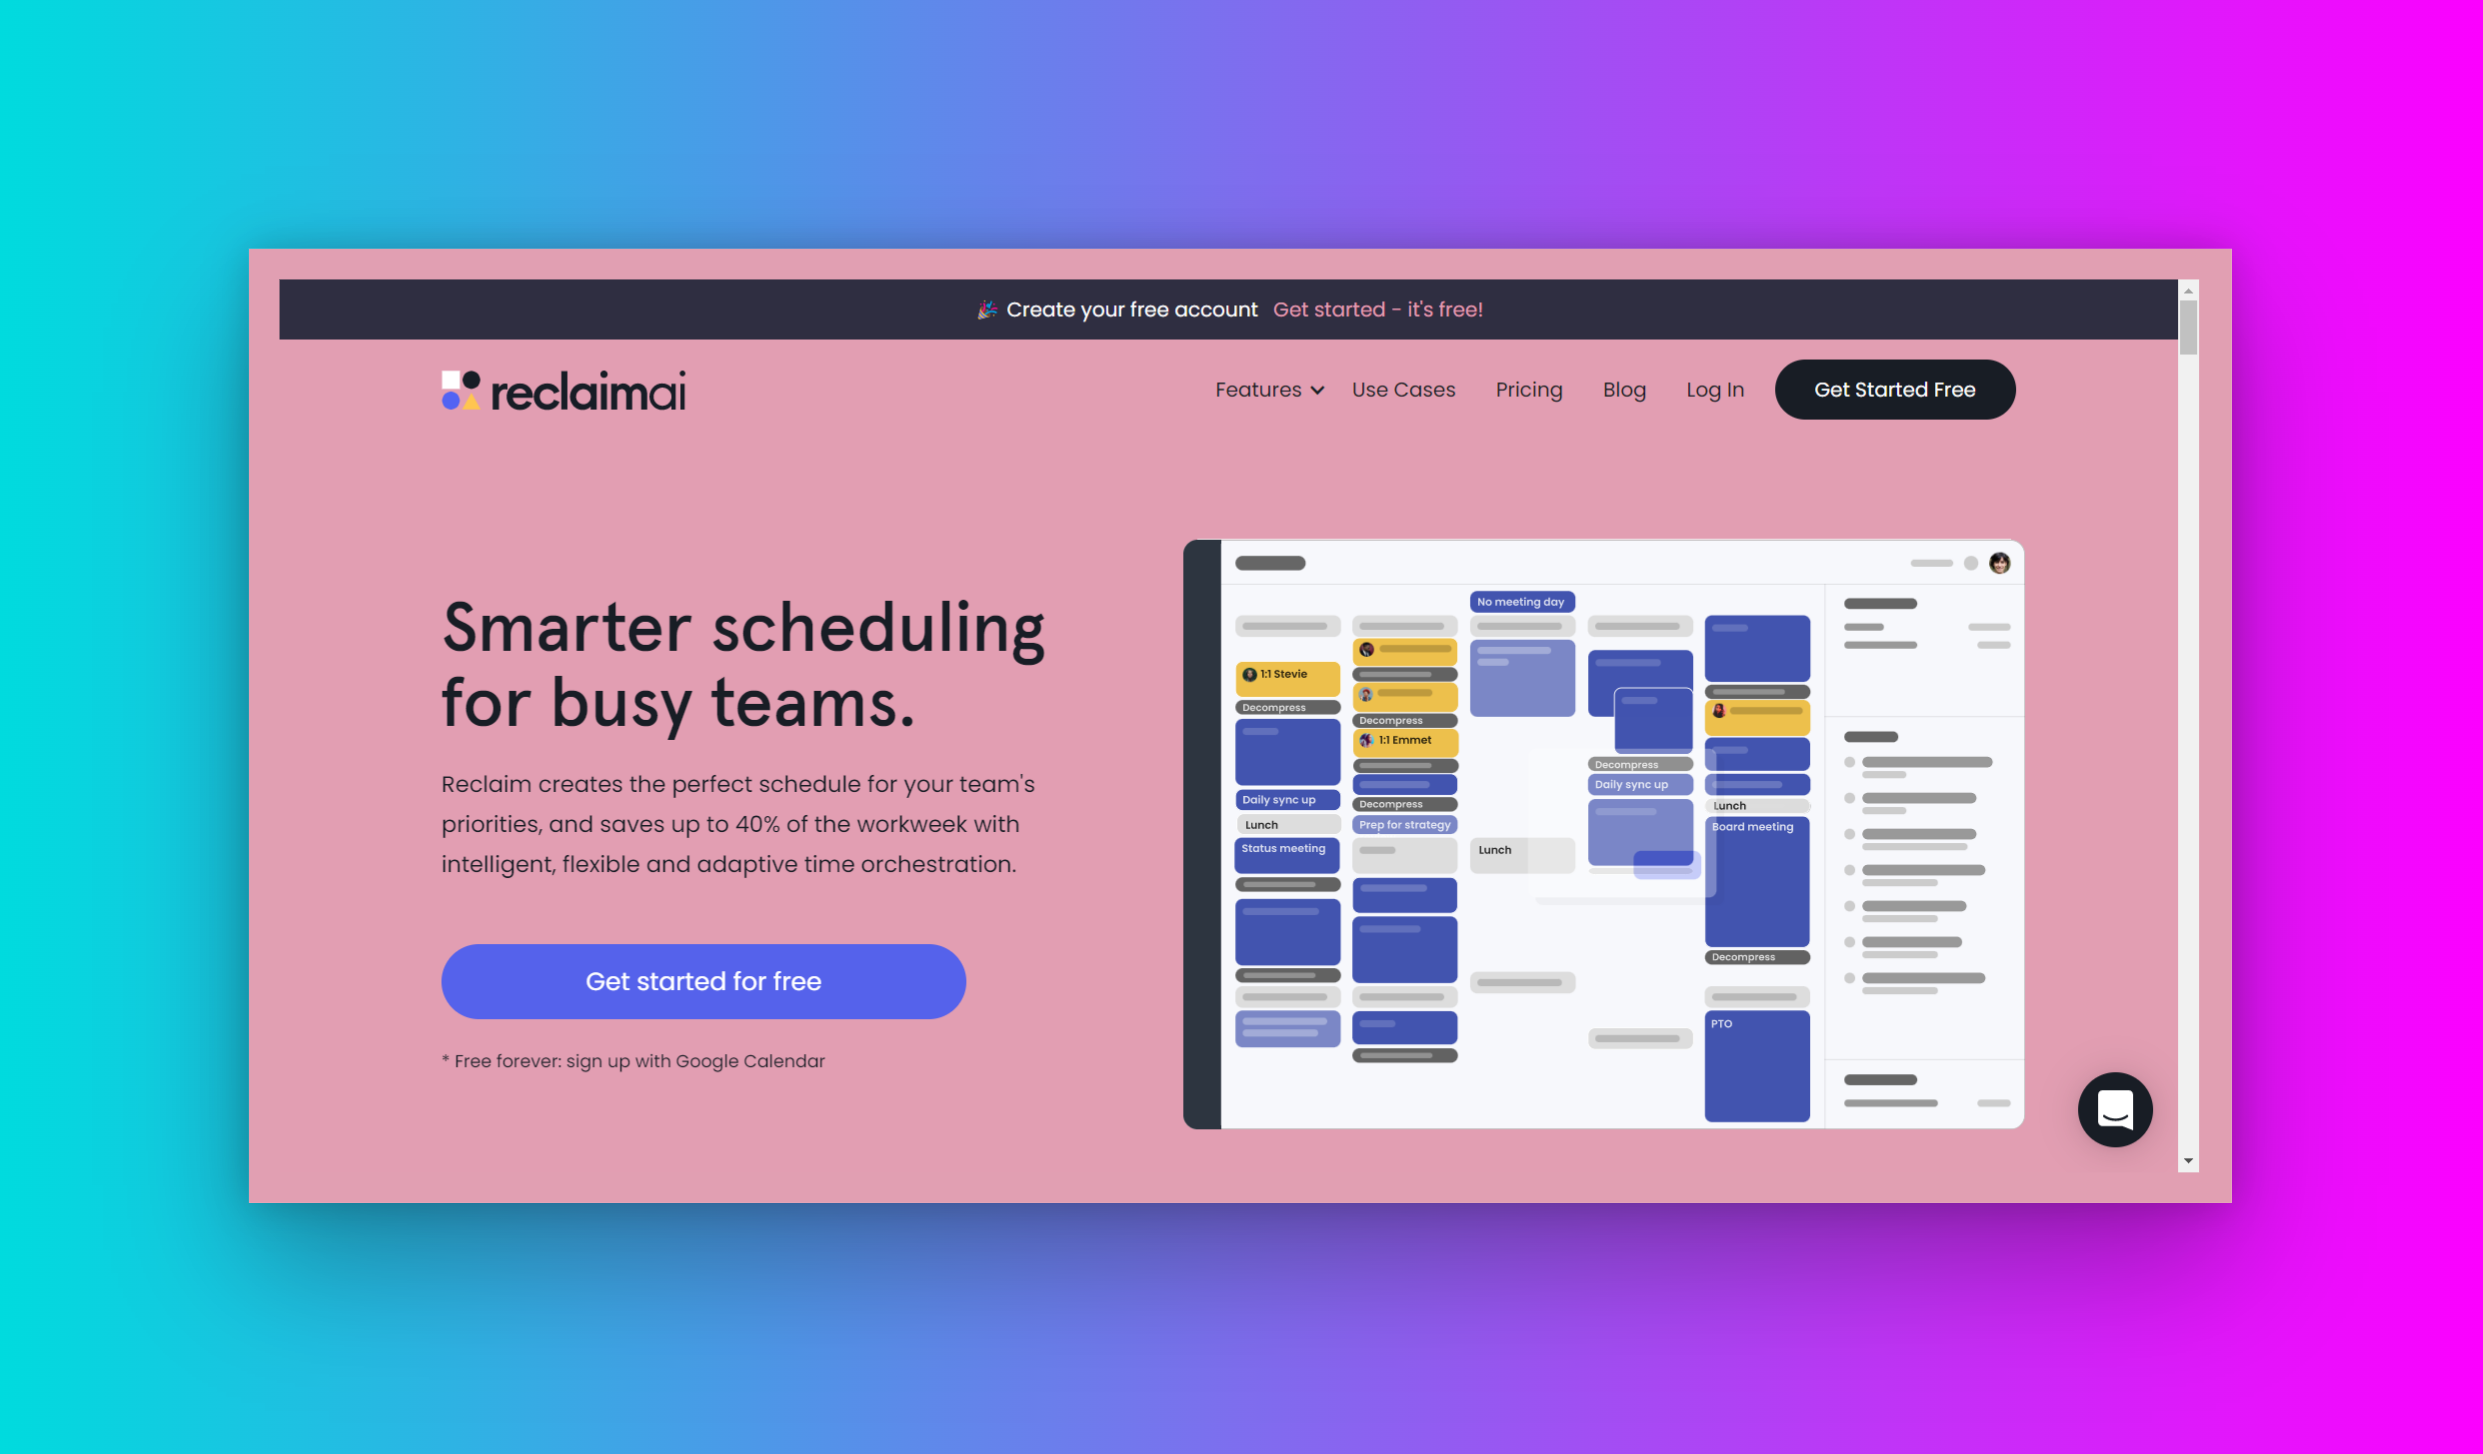 🎉 Create your free account Get started - it's free!
reclaimai
Features Use Cases Pricing Blog Log In Get Started Free
Smarter scheduling
for busy teams.
Reclaim creates the perfect schedule for your team's
priorities, and saves up to 40% of the workweek with
intelligent, flexible and adaptive time orchestration.
Get started for free
* Free forever: sign up with Google Calendar
1:1 Stevie
Decompress
Daily sync up
Lunch
Status meeting
Decompress
1:1 Emmet
Decompress
Prep for strategy
No meeting day
Lunch
Decompress
Daily sync up
Lunch
Board meeting
Decompress
PTO